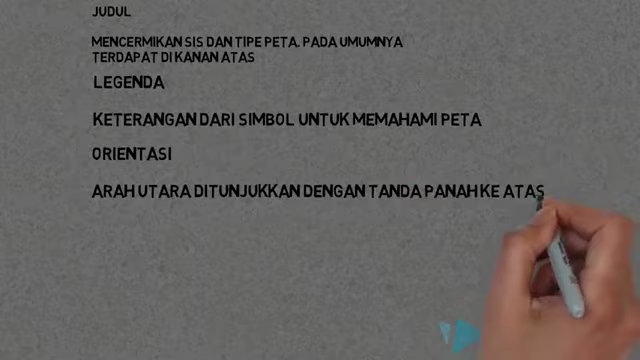 JUDUL
MENCERMIKAN SIS DAN TIPE PETA. PADA UMUMNYA
TERDAPAT DI KANAN ATAS
LEGENDA
KETERANGAN DARI SIMBOL UNTUK MEMAHAMI PETA
ORIENTASI
ARAH UTARA DITUNJUKKAN DENGAN TANDA PANAH KE ATAS